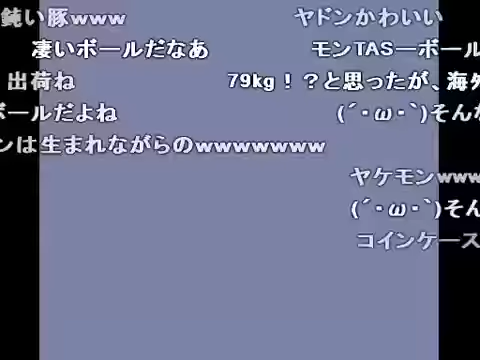 鈍い豚www
ヤドンかわいい
凄いボールだなあ
モンTASーボール
出荷ね
79kg！？と思ったが、海外
ボールだよね
(´・ω・`)そんな
ンは生まれながらのwwwwwww
ヤケモンwww
(´・ω・`)そん
コインケース